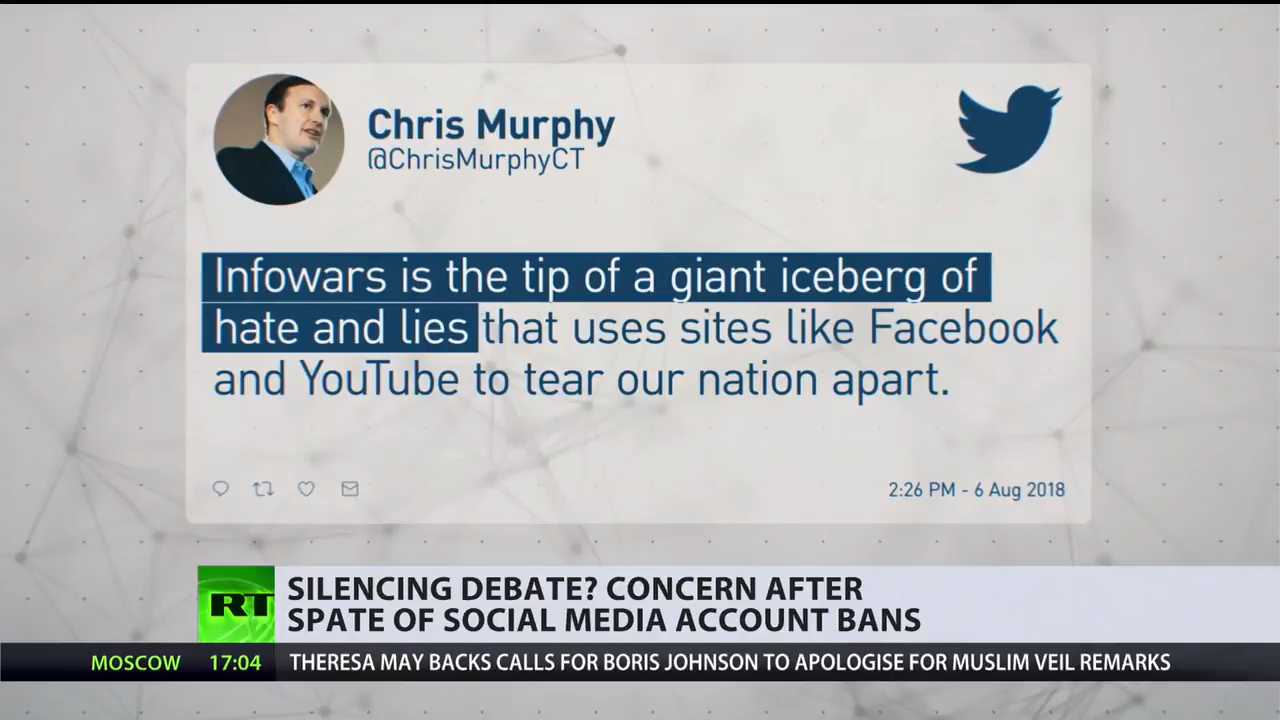 Chris Murphy
@ChrisMurphyCT
Infowars is the tip of a giant iceberg of
hate and lies that uses sites like Facebook
and YouTube to tear our nation apart.
2:26 PM - 6 Aug 2018
RT
SILENCING DEBATE? CONCERN AFTER
SPATE OF SOCIAL MEDIA ACCOUNT BANS
MOSCOW 17:04 THERESA MAY BACKS CALLS FOR BORIS JOHNSON TO APOLOGISE FOR MUSLIM VEIL REMARKS